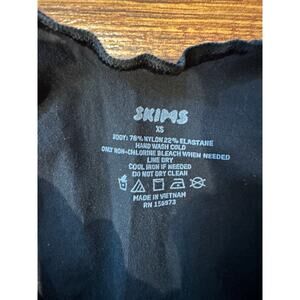 SKIMS
XS
BODY: 78% NYLON 22% ELASTANE
HAND WASH COLD
ONLY NON-CHLORINE BLEACH WHEN NEEDED
LINE DRY
COOL IRON IF NEEDED
DO NOT DRY CLEAN
MADE IN VIETNAM
RN 156973